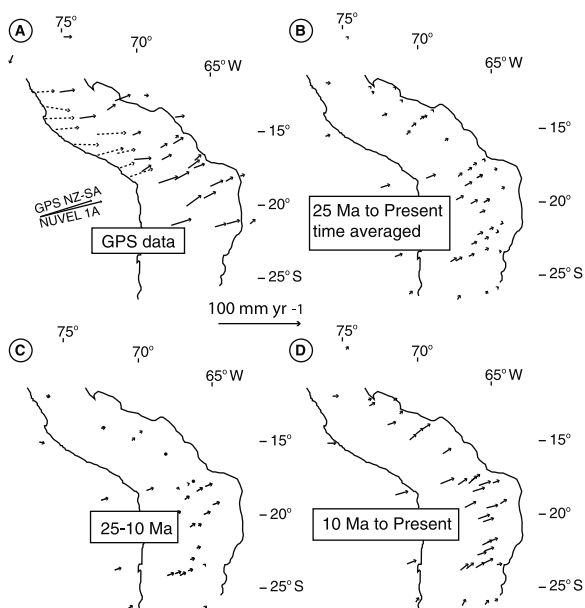 A
75°
70°
65° W
15°
20°
25° S
GPS NZ-SA
NUVEL 1A
GPS data
B
75°
70°
65° W
15°
20°
25° S
25 Ma to Present
time averaged
100 mm yr -1
C
75°
70°
65° W
15°
20°
25° S
25-10 Ma
D
75°
70°
65° W
15°
20°
25° S
10 Ma to Present